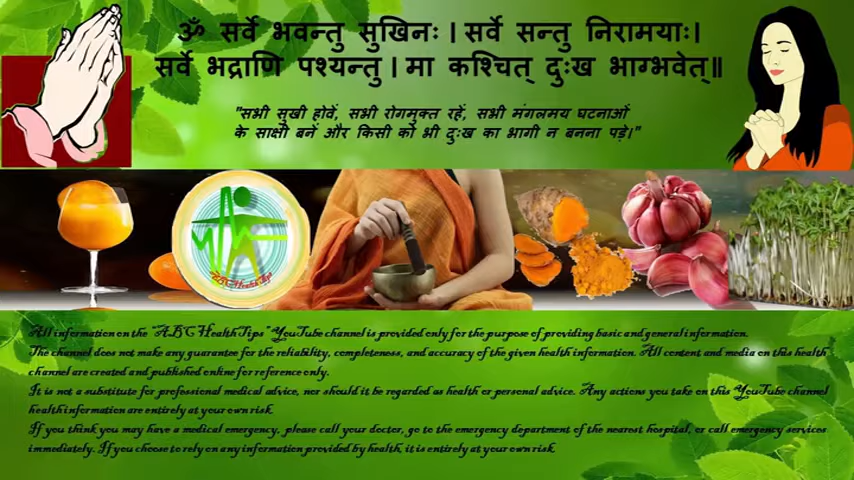 ॐ सर्वे भवन्तु सुखिनः। सर्वे सन्तु निरामयाः।
सर्वे भद्राणि पश्यन्तु। मा कश्चित् दुःख भाग्भवेत्॥
"सभी सुखी होवें, सभी रोगमुक्त रहें, सभी मंगलमय घटनाओं
के साक्षी बनें और किसी को भी दुःख का भागी न बनना पड़े।"
ABC Health Tips
All information on the "ABC Health Tips" YouTube channel is provided only for the purpose of providing basic and general information.
The channel does not make any guarantee for the reliability, completeness, and accuracy of the given health information. All content and media on this health
channel are created and published online for reference only.
It is not a substitute for professional medical advice, nor should it be regarded as health or personal advice. Any actions you take on this YouTube channel
health information are entirely at your own risk.
If you think you may have a medical emergency, please call your doctor, go to the emergency department of the nearest hospital, or call emergency services
immediately. If you choose to rely on any information provided by health, it is entirely at your own risk.